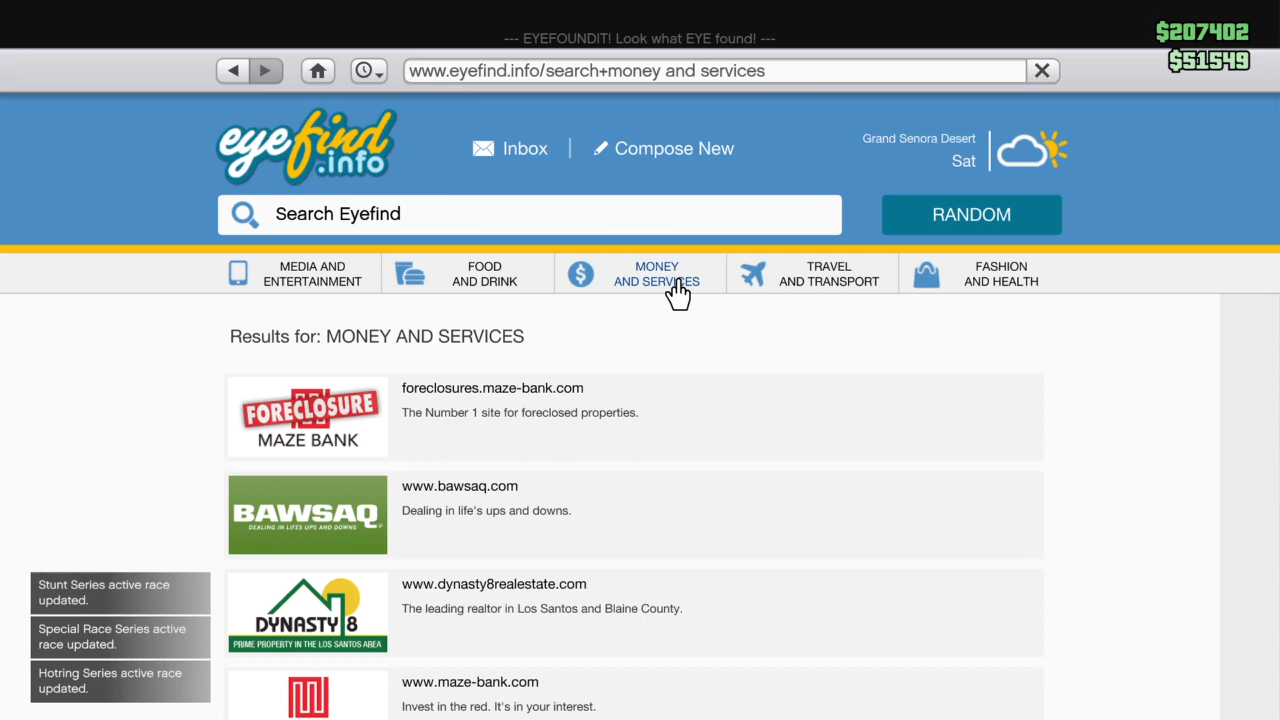 --- EYEFOUNDIT! Look what EYE found! ---
$207402
$51549
www.eyefind.info/search+money and services
eyefind
.info
Inbox
Compose New
Grand Senora Desert
Sat
Search Eyefind
RANDOM
MEDIA AND
ENTERTAINMENT
FOOD
AND DRINK
MONEY
AND SERVICES
TRAVEL
AND TRANSPORT
FASHION
AND HEALTH
Results for: MONEY AND SERVICES
FORECLOSURE
MAZE BANK
foreclosures.maze-bank.com
The Number 1 site for foreclosed properties.
BAWSAQ
DEALING IN LIFE'S UPS AND DOWNS
www.bawsaq.com
Dealing in life's ups and downs.
DYNASTY 8
PRIME PROPERTY IN THE LOS SANTOS AREA
www.dynasty8realestate.com
The leading realtor in Los Santos and Blaine County.
www.maze-bank.com
Invest in the red. It's in your interest.
Stunt Series active race
updated.
Special Race Series active
race updated.
Hotring Series active race
updated.